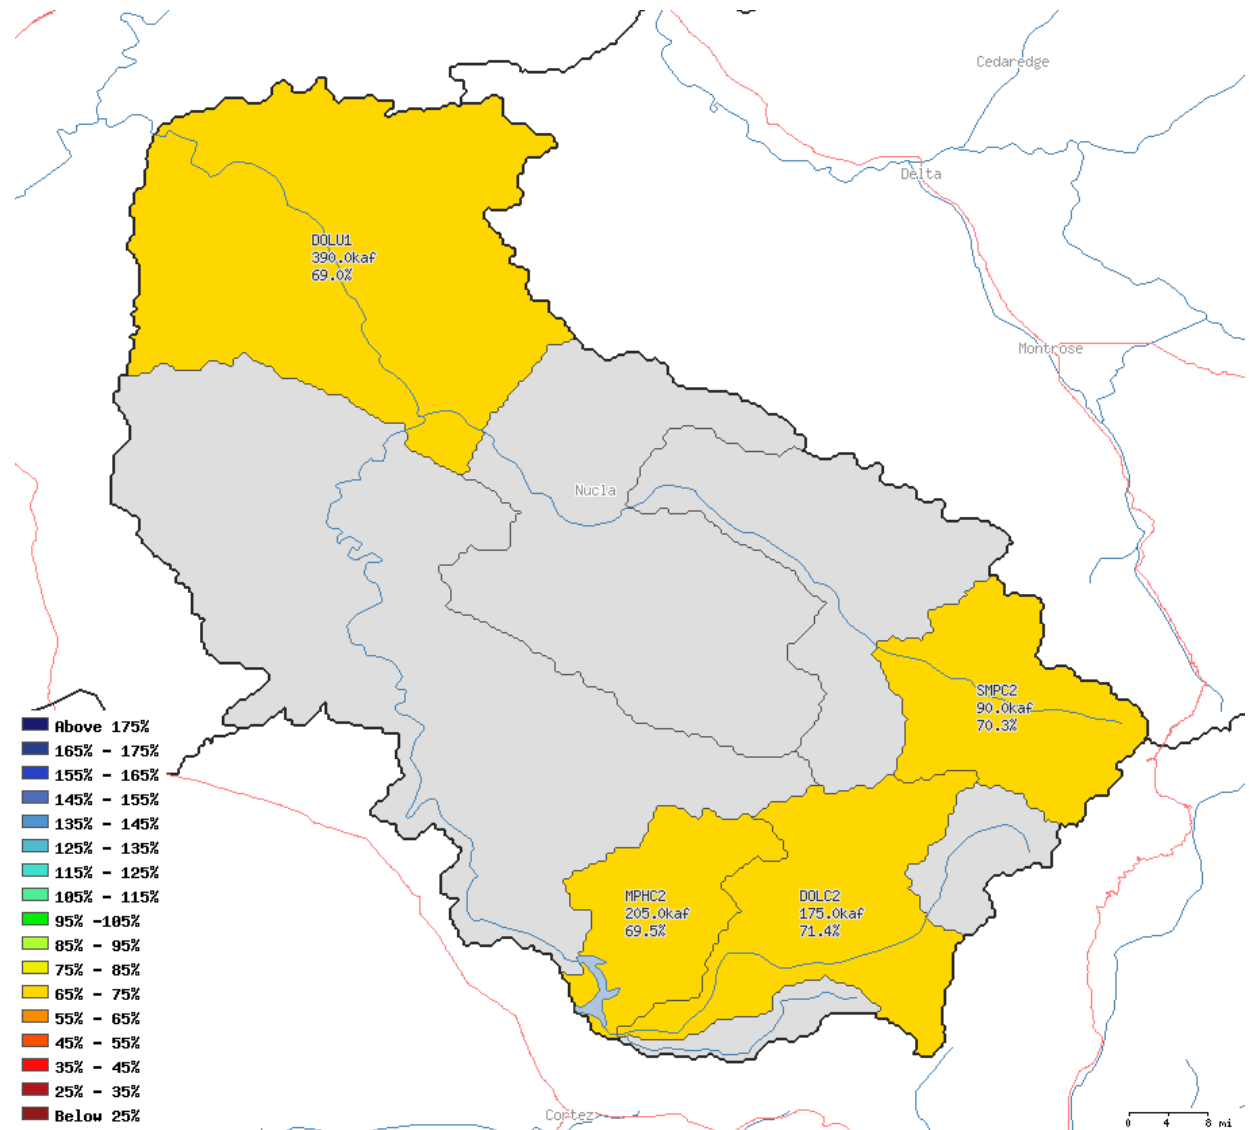 Cedaredge
Delta
DOLU1
390.0kaf
69.0%
Montrose
Nucla
SMPC2
90.0kaf
70.3%
MPHC2
205.0kaf
69.5%
DOLC2
175.0kaf
71.4%
Above 175%
165% - 175%
155% - 165%
145% - 155%
135% - 145%
125% - 135%
115% - 125%
105% - 115%
95% -105%
85% - 95%
75% - 85%
65% - 75%
55% - 65%
45% - 55%
35% - 45%
25% - 35%
Below 25%
Cortez
0 4 8 mi